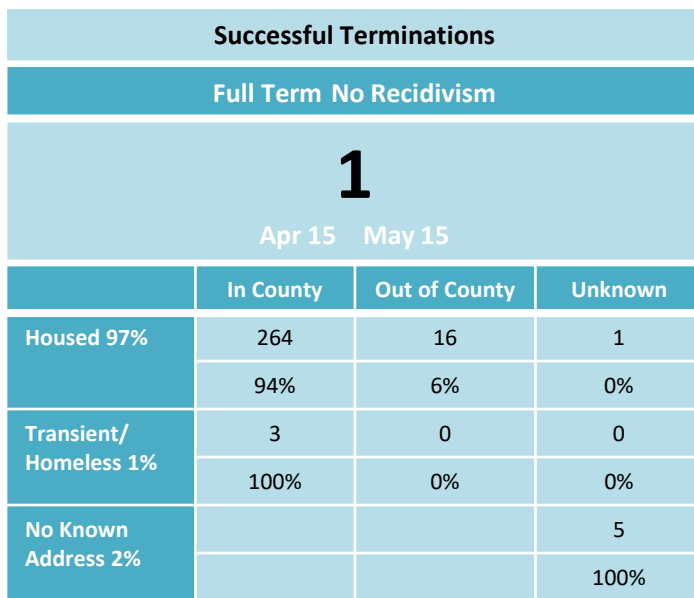 Successful Terminations
Full Term No Recidivism
1
Apr 15 May 15
In County Out of County Unknown
Housed 97% 264 16 1
94% 6% 0%
Transient/ 3 0 0
Homeless 1%
100% 0% 0%
No Known 5
Address 2%
100%